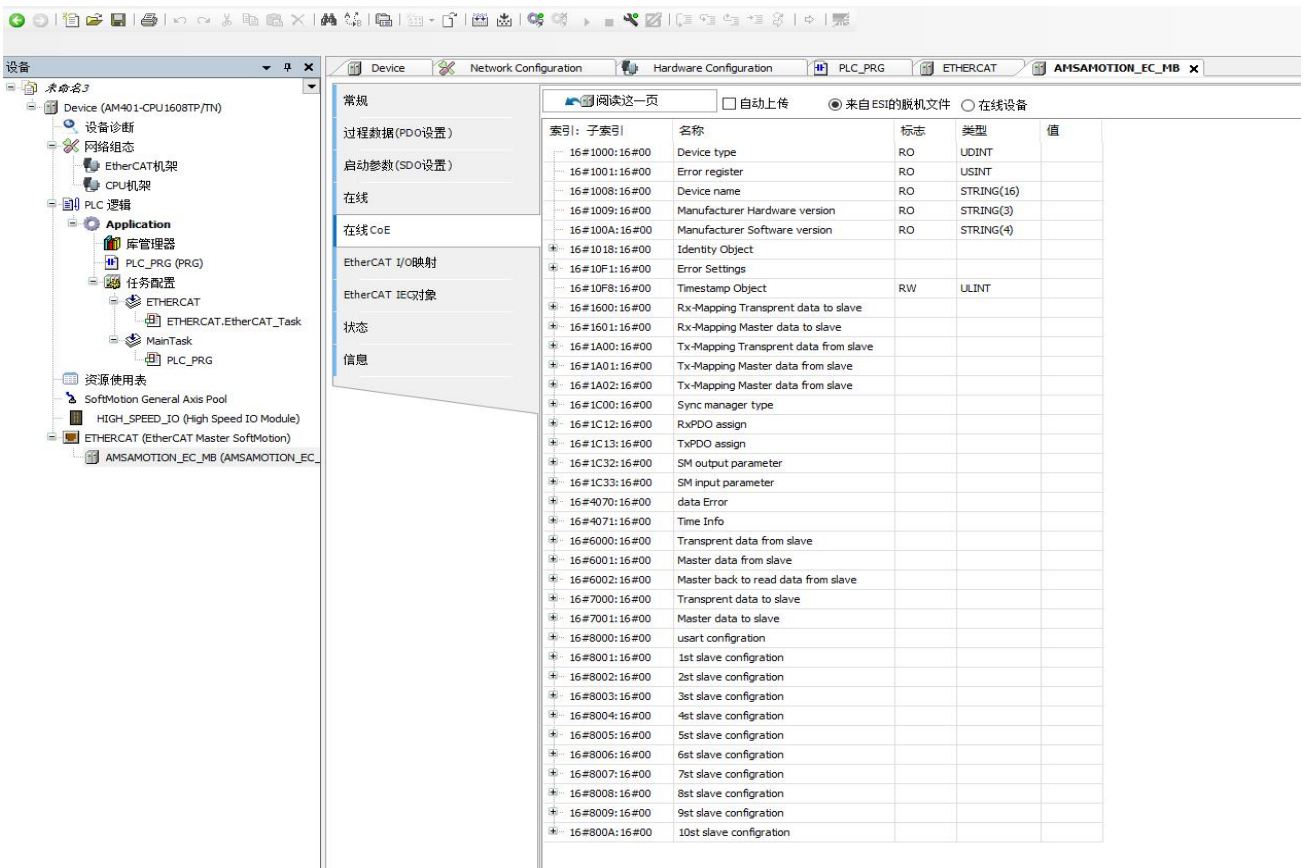 设备
未命名3
Device (AM401-CPU1608TP/TN)
设备诊断
网络组态
EtherCAT机架
CPU机架
PLC 逻辑
Application
库管理器
PLC_PRG (PRG)
任务配置
ETHERCAT
ETHERCAT.EtherCAT_Task
MainTask
PLC_PRG
资源使用表
SoftMotion General Axis Pool
HIGH_SPEED_IO (High Speed IO Module)
ETHERCAT (EtherCAT Master SoftMotion)
AMSAMOTION_EC_MB (AMSAMOTION_EC_
Device Network Configuration Hardware Configuration PLC_PRG ETHERCAT AMSAMOTION_EC_MB
常规
过程数据(PDO设置)
启动参数(SDO设置)
在线
在线CoE
EtherCAT I/O映射
EtherCAT IEC对象
状态
信息
阅读这一页 自动上传 来自ESI的脱机文件 在线设备
索引: 子索引 名称 标志 类型 值
16#1000:16#00 Device type RO UDINT
16#1001:16#00 Error register RO USINT
16#1008:16#00 Device name RO STRING(16)
16#1009:16#00 Manufacturer Hardware version RO STRING(3)
16#100A:16#00 Manufacturer Software version RO STRING(4)
16#1018:16#00 Identity Object
16#10F1:16#00 Error Settings
16#10F8:16#00 Timestamp Object RW ULINT
16#1600:16#00 Rx-Mapping Transprent data to slave
16#1601:16#00 Rx-Mapping Master data to slave
16#1A00:16#00 Tx-Mapping Transprent data from slave
16#1A01:16#00 Tx-Mapping Master data from slave
16#1A02:16#00 Tx-Mapping Master data from slave
16#1C00:16#00 Sync manager type
16#1C12:16#00 RxPDO assign
16#1C13:16#00 TxPDO assign
16#1C32:16#00 SM output parameter
16#1C33:16#00 SM input parameter
16#4070:16#00 data Error
16#4071:16#00 Time Info
16#6000:16#00 Transprent data from slave
16#6001:16#00 Master data from slave
16#6002:16#00 Master back to read data from slave
16#7000:16#00 Transprent data to slave
16#7001:16#00 Master data to slave
16#8000:16#00 usart configration
16#8001:16#00 1st slave configration
16#8002:16#00 2st slave configration
16#8003:16#00 3st slave configration
16#8004:16#00 4st slave configration
16#8005:16#00 5st slave configration
16#8006:16#00 6st slave configration
16#8007:16#00 7st slave configration
16#8008:16#00 8st slave configration
16#8009:16#00 9st slave configration
16#800A:16#00 10st slave configration